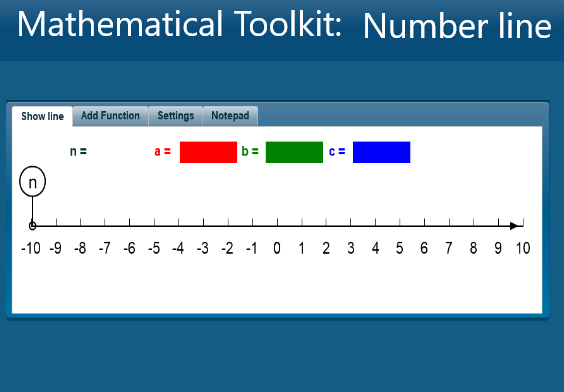 Mathematical Toolkit: Number line
Show line Add Function Settings Notepad
n = a = b = c =
n
-10 -9 -8 -7 -6 -5 -4 -3 -2 -1 0 1 2 3 4 5 6 7 8 9 10